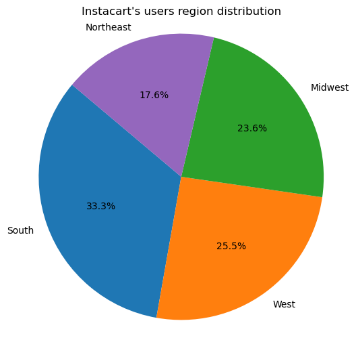 Instacart's users region distribution
Northeast
Midwest
17.6%
23.6%
33.3%
South
25.5%
West